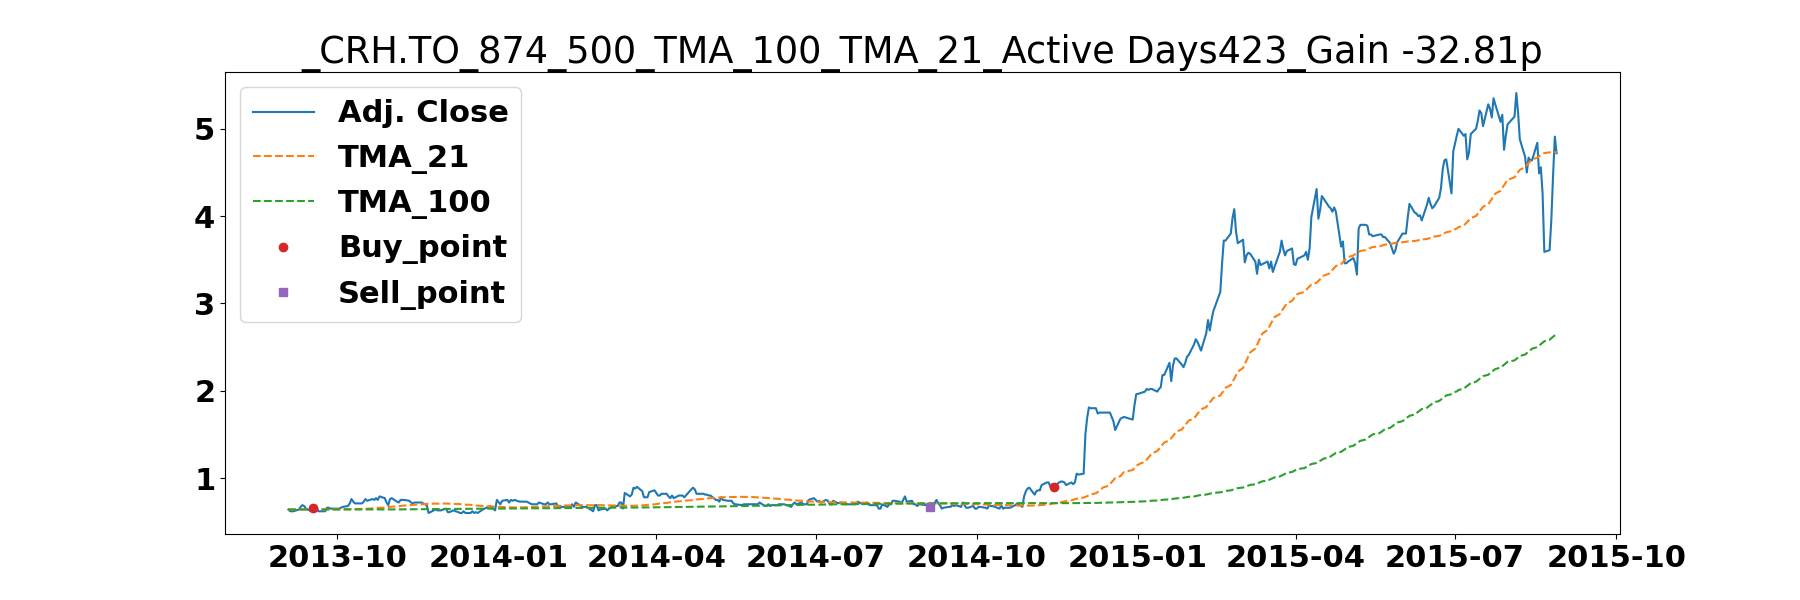 _CRH.TO_874_500_TMA_100_TMA_21_Active Days423_Gain -32.81p
Adj. Close
TMA_21
TMA_100
Buy_point
Sell_point
5
4
3
2
1
2013-10 2014-01 2014-04 2014-07 2014-10 2015-01 2015-04 2015-07 2015-10